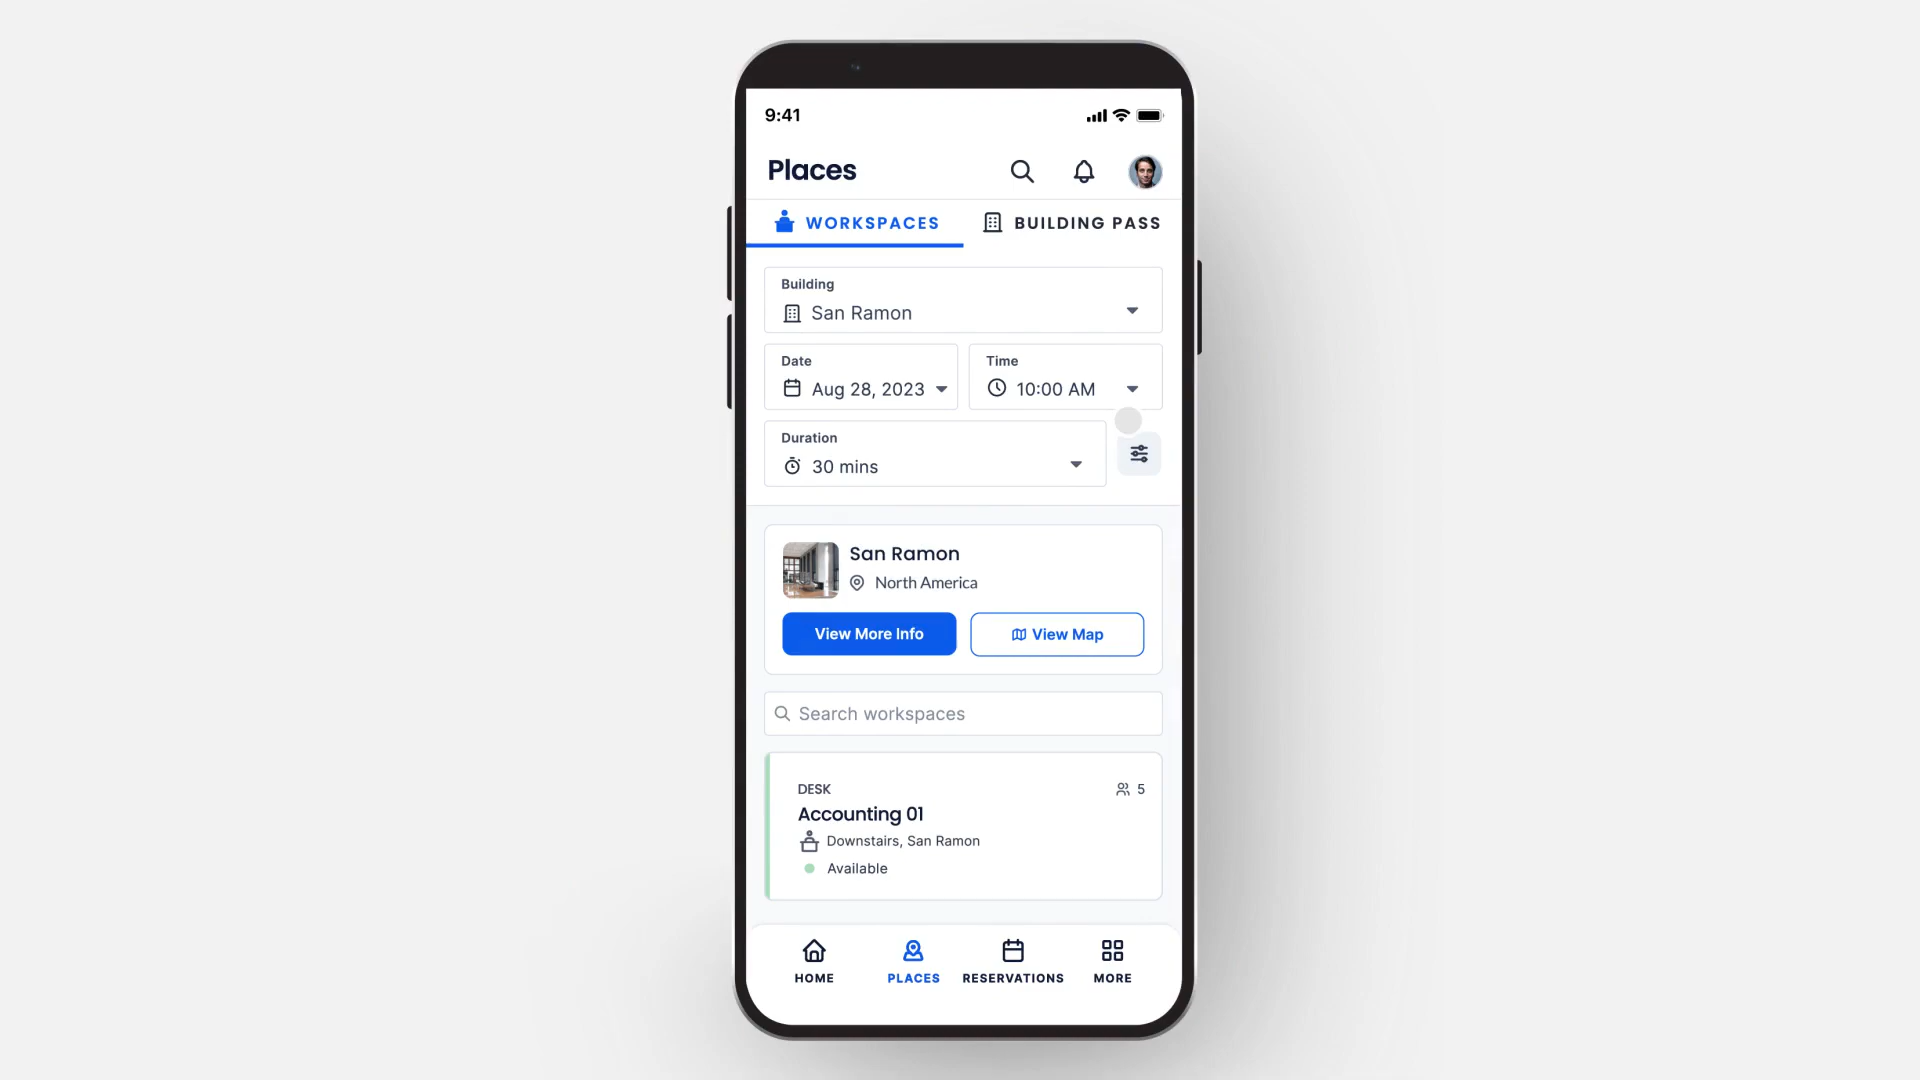 9:41
Places
WORKSPACES
BUILDING PASS
Building
San Ramon
Date
Aug 28, 2023
Time
10:00 AM
Duration
30 mins
San Ramon
North America
View More Info
View Map
Search workspaces
DESK
5
Accounting 01
Downstairs, San Ramon
Available
HOME
PLACES
RESERVATIONS
MORE